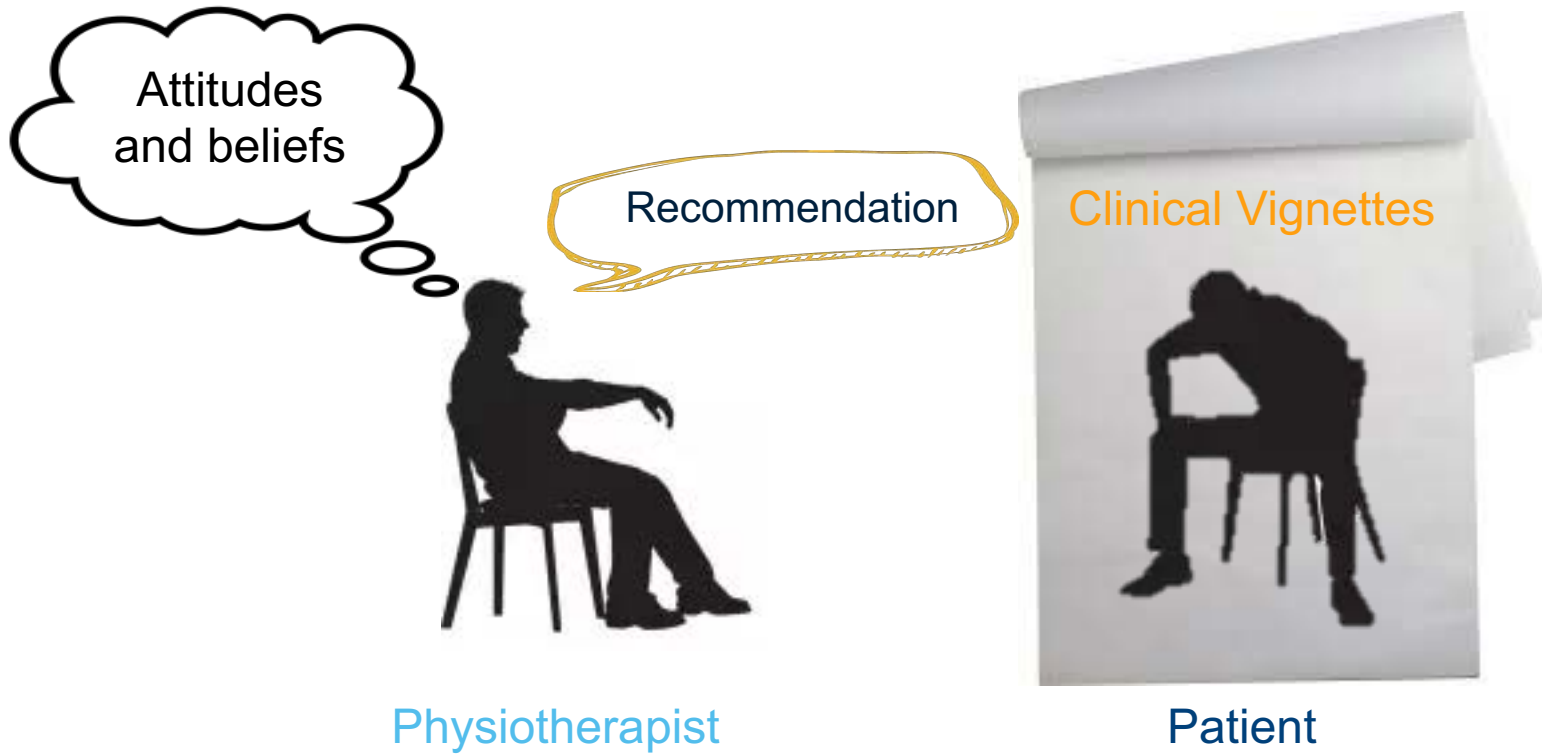 Attitudes
and beliefs
Recommendation
Clinical Vignettes
Physiotherapist
Patient